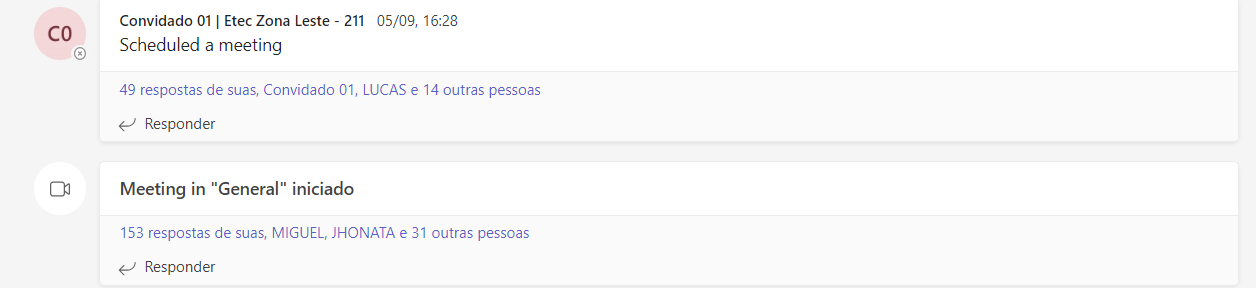 C0
Convidado 01 | Etec Zona Leste - 211 05/09, 16:28
Scheduled a meeting
49 respostas de suas, Convidado 01, LUCAS e 14 outras pessoas
Responder
Meeting in "General" iniciado
153 respostas de suas, MIGUEL, JHONATA e 31 outras pessoas
Responder